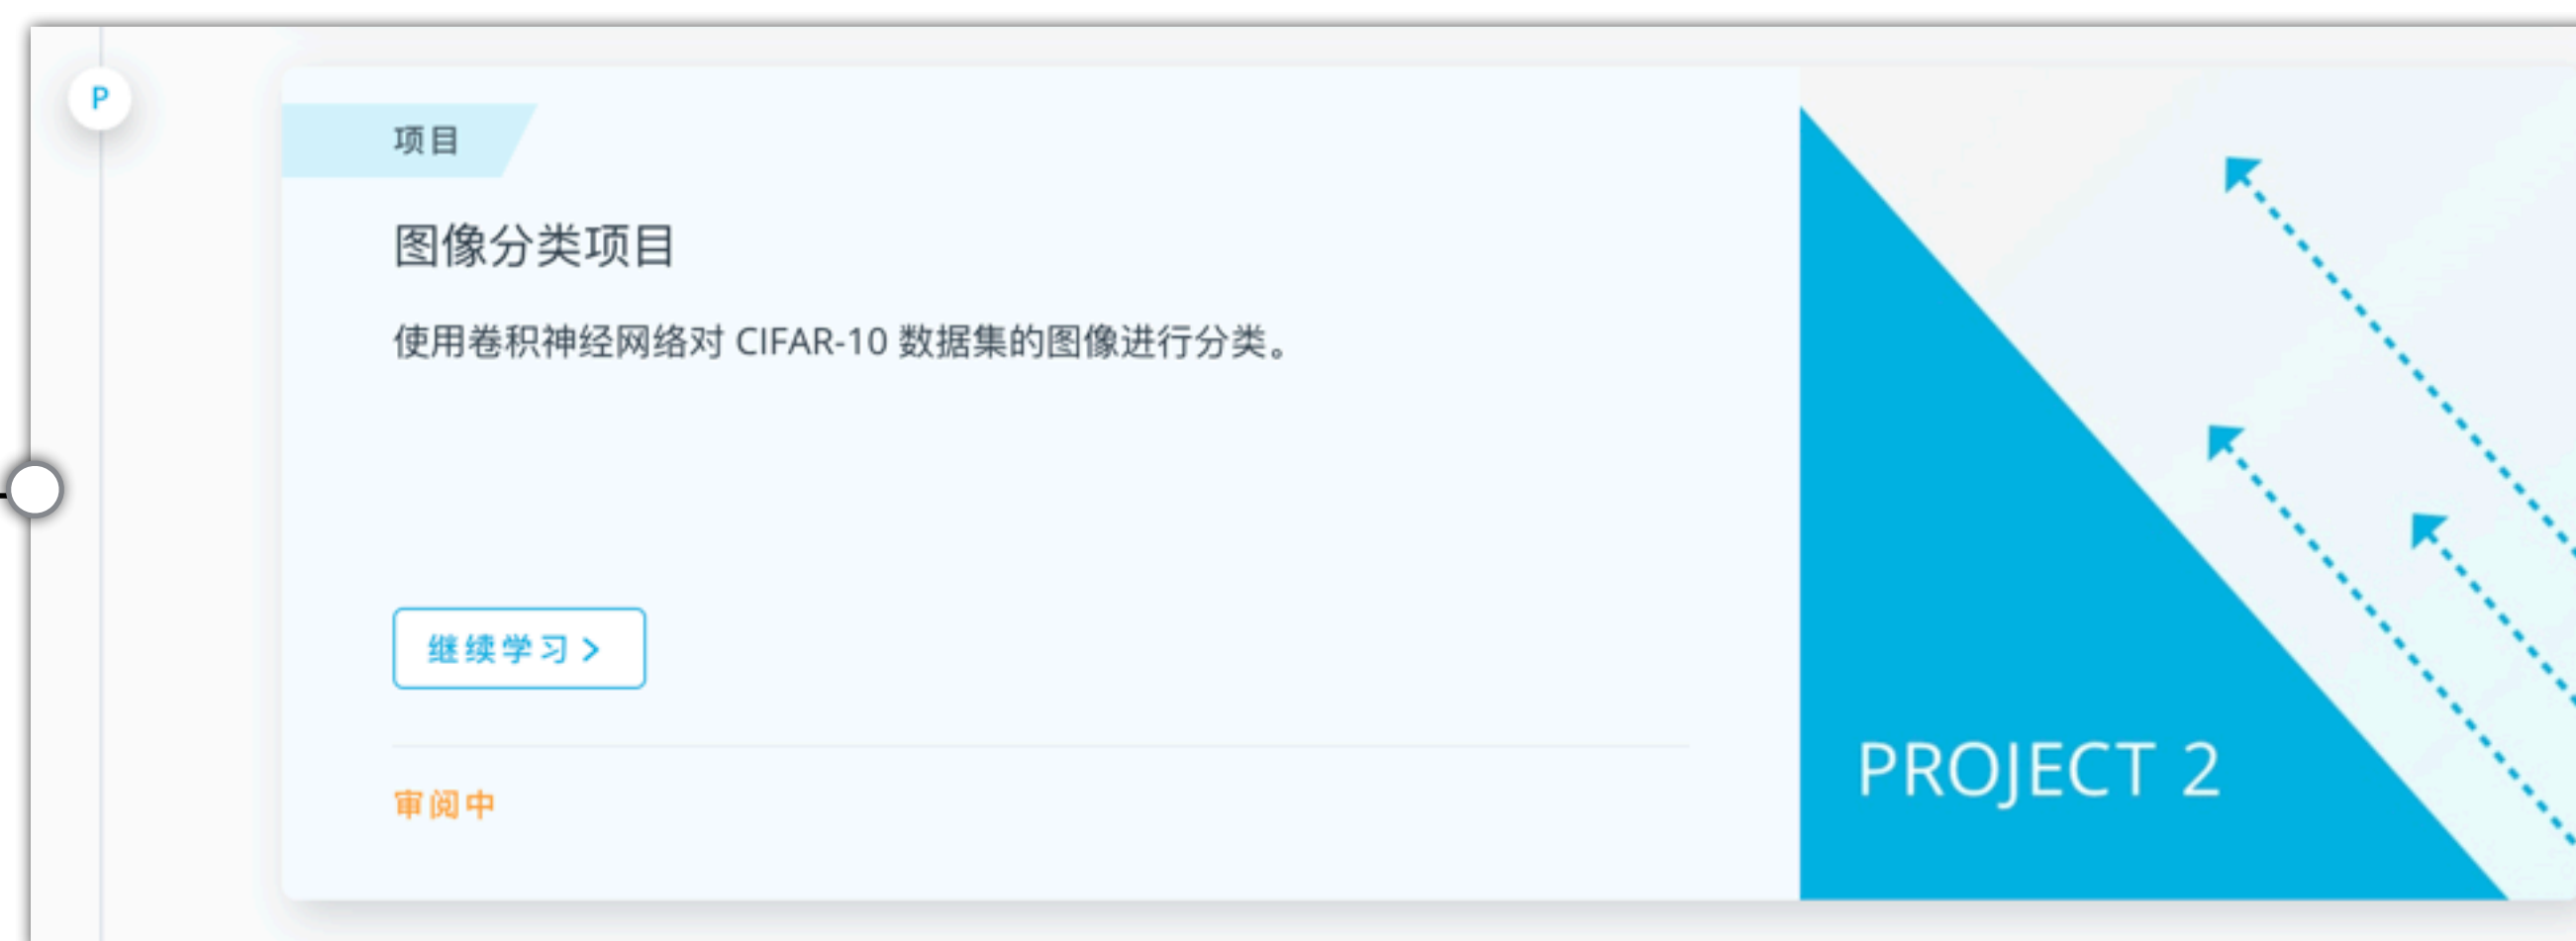 P
项目
图像分类项目
使用卷积神经网络对 CIFAR-10 数据集的图像进行分类。
继续学习 >
审阅中
PROJECT 2